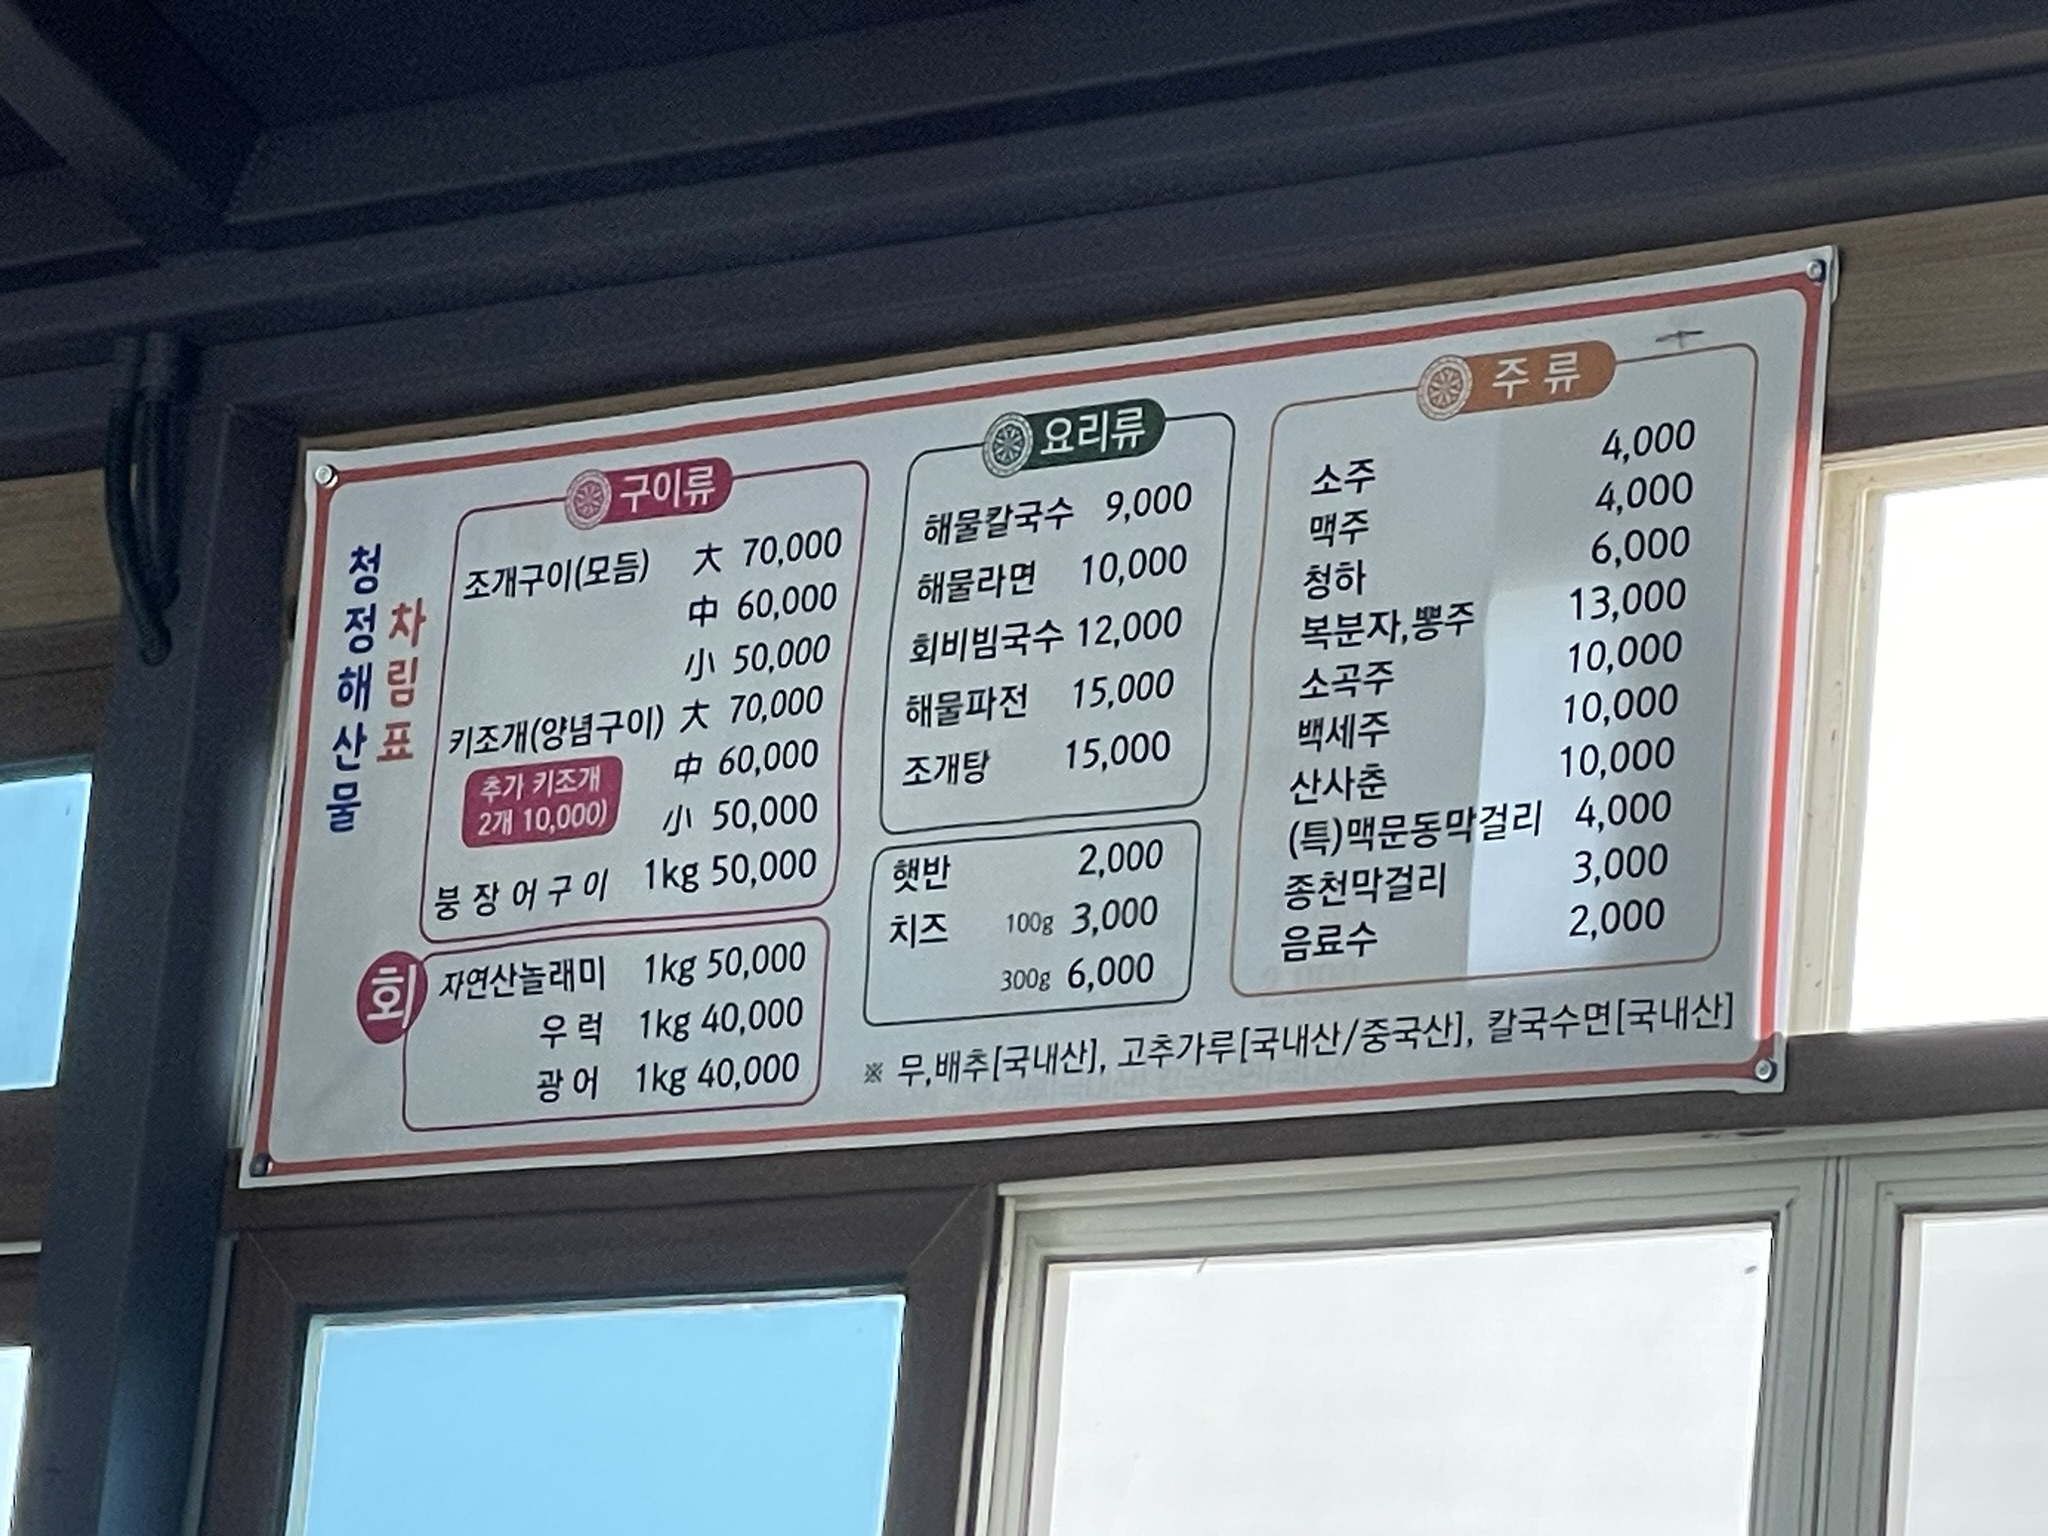 청정해산물
차림표
구이류
조개구이(모듬) 大 70,000
中 60,000
小 50,000
키조개(양념구이) 大 70,000
中 60,000
小 50,000
추가 키조개
2개 10,000)
붕장어구이 1kg 50,000
회
자연산놀래미 1kg 50,000
우럭 1kg 40,000
광어 1kg 40,000
요리류
해물칼국수 9,000
해물라면 10,000
회비빔국수 12,000
해물파전 15,000
조개탕 15,000
햇반 2,000
치즈 100g 3,000
300g 6,000
주류
소주 4,000
맥주 4,000
청하 6,000
복분자,뽕주 13,000
소곡주 10,000
백세주 10,000
산사춘 10,000
(특)맥문동막걸리 4,000
종천막걸리 3,000
음료수 2,000
※ 무,배추[국내산], 고추가루[국내산/중국산], 칼국수면[국내산]